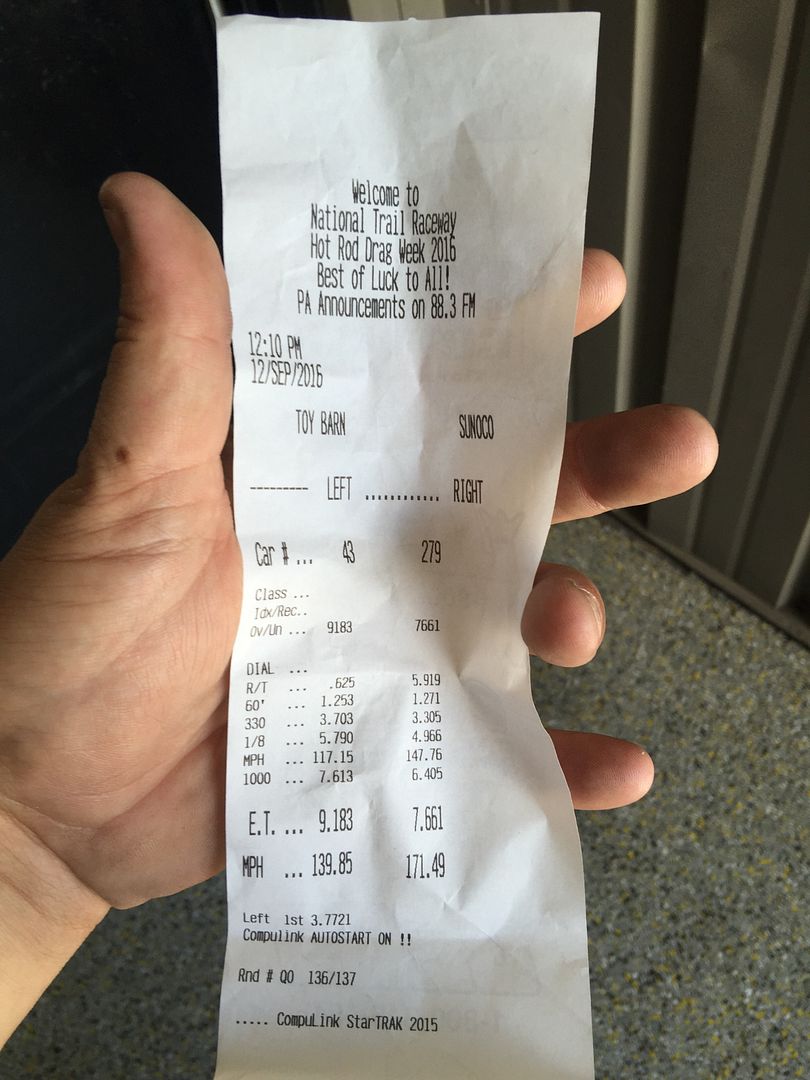 Welcome to
National Trail Raceway
Hot Rod Drag Week 2016
Best of Luck to All!
PA Announcements on 88.3 FM
12:10 PM
12/SEP/2016
TOY BARN SUNOCO
--------- LEFT ............ RIGHT
Car # ... 43 279
Class ...
Idx/Rec..
Ov/Un ... 9183 7661
DIAL ...
R/T ... .625 5.919
60' ... 1.253 1.271
330 ... 3.703 3.305
1/8 ... 5.790 4.966
MPH ... 117.15 147.76
1000 ... 7.613 6.405
E.T. ... 9.183 7.661
MPH ... 139.85 171.49
Left 1st 3.7721
Compulink AUTOSTART ON !!
Rnd # Q0 136/137
..... CompuLink StarTRAK 2015